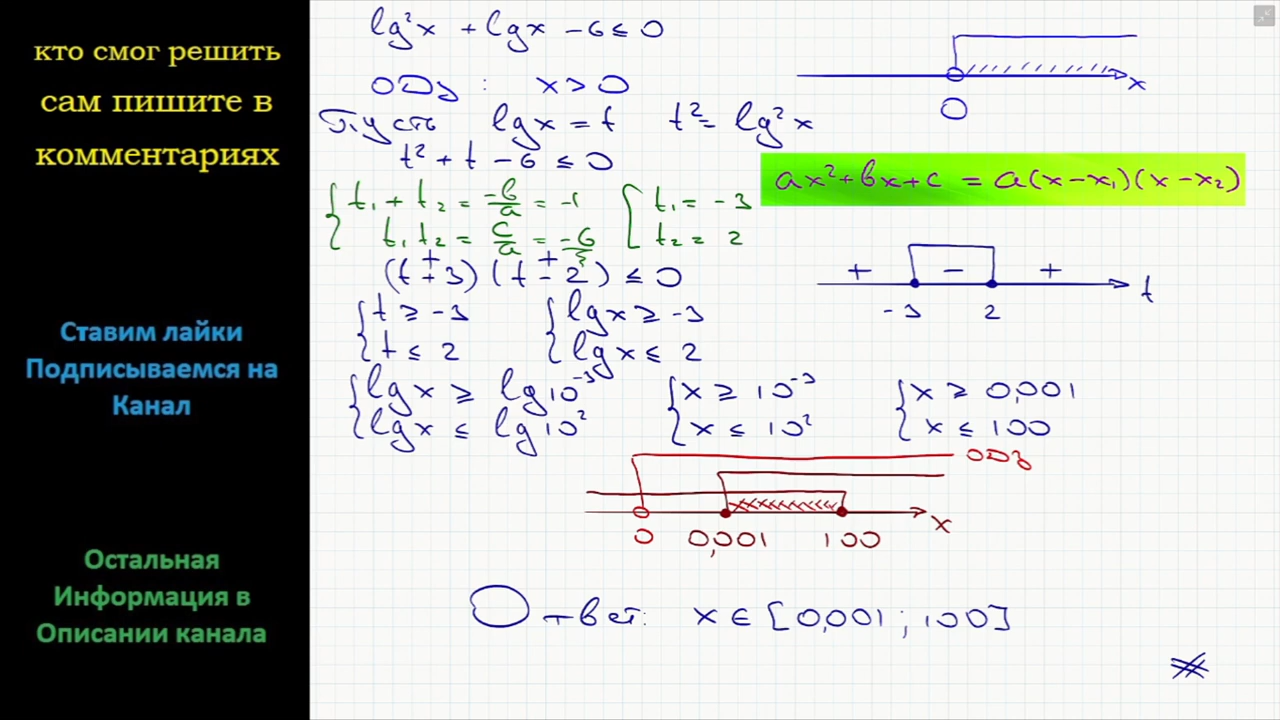 кто смог решить
сам пишите в
комментариях
Ставим лайки
Подписываемся на
Канал
Остальная
Информация в
Описании канала
lg²x + lgx - 6 ≤ 0
ОДЗ : x > 0
0 x
Пусть lgx = t t² = lg²x
t² + t - 6 ≤ 0
ax² + bx + c = a(x - x₁)(x - x₂)
{ t₁ + t₂ = -b/a = -1 { t₁ = -3
t₁ t₂ = c/a = -6 t₂ = 2
+ +
(t + 3) (t - 2) ≤ 0
+ - + t
-3 2
{ t ≥ -3 { lgx ≥ -3
t ≤ 2 lgx ≤ 2
{ lgx ≥ lg10⁻³ { x ≥ 10⁻³ { x ≥ 0,001
lgx ≤ lg10² x ≤ 10² x ≤ 100
ОДЗ
x
0 0,001 100
Ответ: x ∈ [0,001 ; 100]